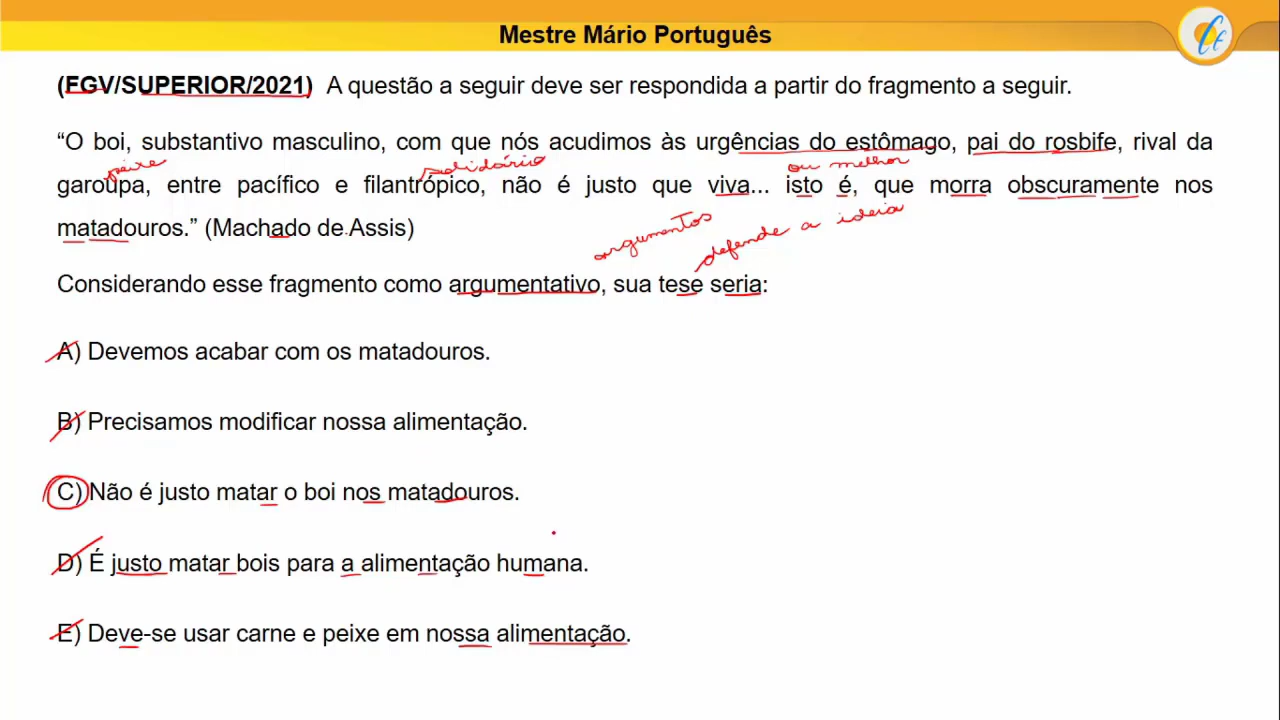 Mestre Mário Português
(FGV/SUPERIOR/2021) A questão a seguir deve ser respondida a partir do fragmento a seguir.
“O boi, substantivo masculino, com que nós acudimos às urgências do estômago, pai do rosbife, rival da
peixe solidário ou melhor
garoupa, entre pacífico e filantrópico, não é justo que viva... isto é, que morra obscuramente nos
matadouros.” (Machado de Assis)
argumentos defende a ideia
Considerando esse fragmento como argumentativo, sua tese seria:
A) Devemos acabar com os matadouros.
B) Precisamos modificar nossa alimentação.
C) Não é justo matar o boi nos matadouros.
D) É justo matar bois para a alimentação humana.
E) Deve-se usar carne e peixe em nossa alimentação.